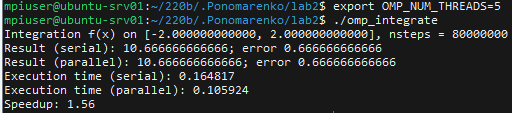 mpiuser@ubuntu-srv01:~/220b/.Ponomarenko/lab2$ export OMP_NUM_THREADS=5
mpiuser@ubuntu-srv01:~/220b/.Ponomarenko/lab2$ ./omp_integrate
Integration f(x) on [-2.000000000000, 2.000000000000], nsteps = 80000000
Result (serial): 10.666666666666; error 0.666666666666
Result (parallel): 10.666666666666; error 0.666666666666
Execution time (serial): 0.164817
Execution time (parallel): 0.105924
Speedup: 1.56